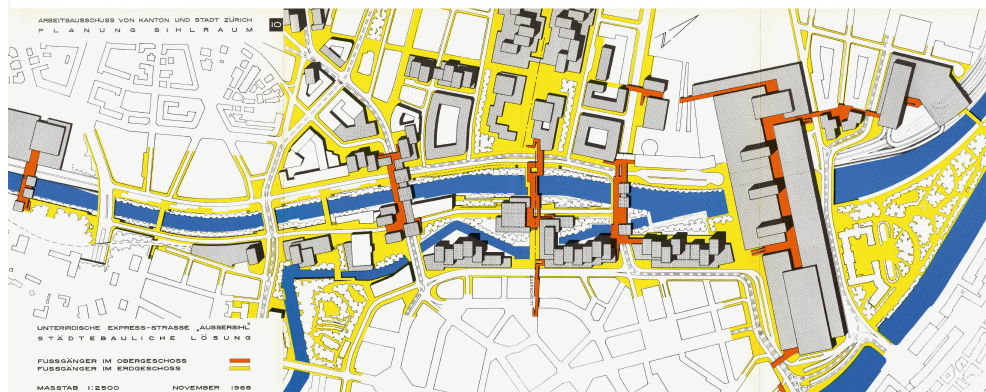 ARBEITSAUSSCHUSS VON KANTON UND STADT ZÜRICH
PLANUNG SIHLRAUM
10
UNTERIRDISCHE EXPRESS-STRASSE „AUSSERSIHL"
STÄDTEBAULICHE LÖSUNG
FUSSGÄNGER IM OBERGESCHOSS
FUSSGÄNGER IM ERDGESCHOSS
MASSTAB 1:2500 NOVEMBER 1968